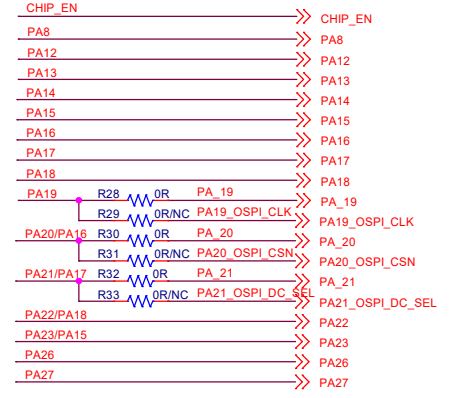 CHIP_EN CHIP_EN
PA8 PA8
PA12 PA12
PA13 PA13
PA14 PA14
PA15 PA15
PA16 PA16
PA17 PA17
PA18 PA18
PA19 R28 0R PA_19 PA_19
R29 0R/NC PA19_OSPI_CLK PA19_OSPI_CLK
PA20/PA16 R30 0R PA_20 PA_20
R31 0R/NC PA20_OSPI_CSN PA20_OSPI_CSN
PA21/PA17 R32 0R PA_21 PA_21
R33 0R/NC PA21_OSPI_DC_SEL PA21_OSPI_DC_SEL
PA22/PA18 PA22
PA23/PA15 PA23
PA26 PA26
PA27 PA27